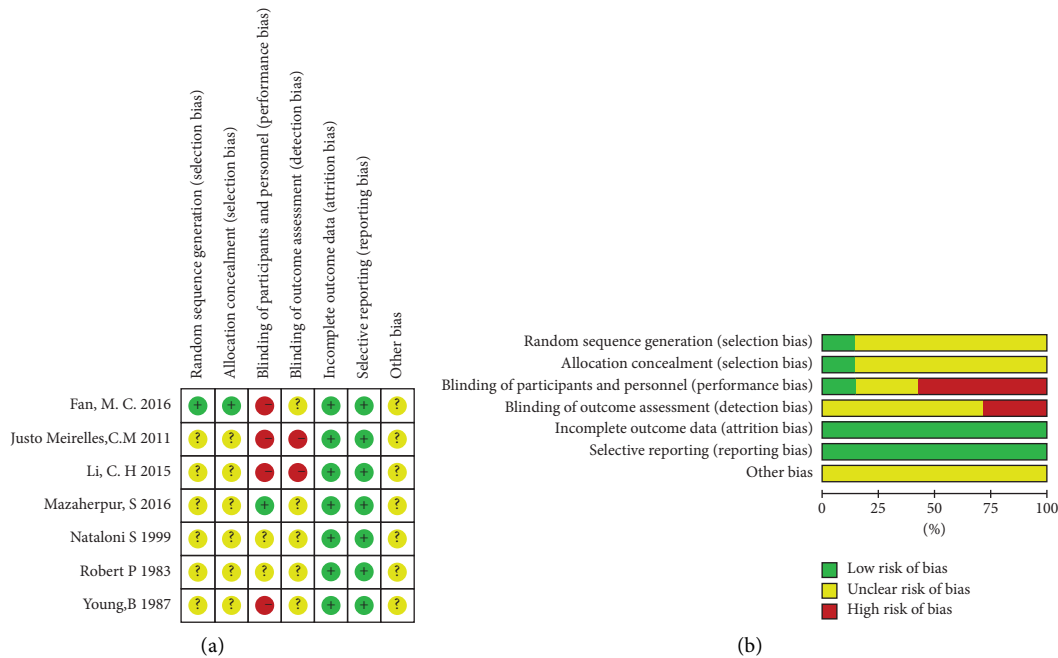 Random sequence generation (selection bias)
Allocation concealment (selection bias)
Blinding of participants and personnel (performance bias)
Blinding of outcome assessment (detection bias)
Incomplete outcome data (attrition bias)
Selective reporting (reporting bias)
Other bias
Fan, M. C. 2016 + + – ? + + ?
Justo Meirelles,C.M 2011 ? ? – – + + ?
Li, C. H 2015 ? ? – – + + ?
Mazaherpur, S 2016 ? ? + ? + + ?
Nataloni S 1999 ? ? ? ? + + ?
Robert P 1983 ? ? ? ? + + ?
Young,B 1987 ? ? – ? + + ?
(a)
Random sequence generation (selection bias)
Allocation concealment (selection bias)
Blinding of participants and personnel (performance bias)
Blinding of outcome assessment (detection bias)
Incomplete outcome data (attrition bias)
Selective reporting (reporting bias)
Other bias
0 25 50 75 100
(%)
Low risk of bias
Unclear risk of bias
High risk of bias
(b)